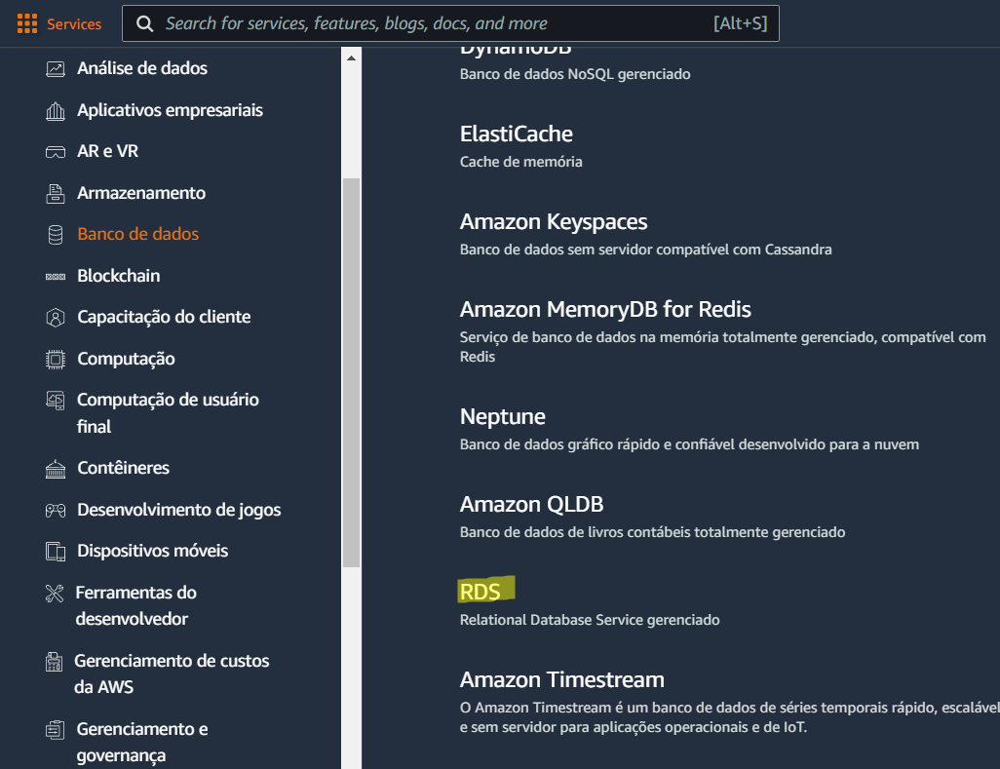 Services
Search for services, features, blogs, docs, and more
[Alt+S]
Análise de dados
Aplicativos empresariais
AR e VR
Armazenamento
Banco de dados
Blockchain
Capacitação do cliente
Computação
Computação de usuário
final
Contêineres
Desenvolvimento de jogos
Dispositivos móveis
Ferramentas do
desenvolvedor
Gerenciamento de custos
da AWS
Gerenciamento e
governança
DynamoDB
Banco de dados NoSQL gerenciado
ElastiCache
Cache de memória
Amazon Keyspaces
Banco de dados sem servidor compatível com Cassandra
Amazon MemoryDB for Redis
Serviço de banco de dados na memória totalmente gerenciado, compatível com
Redis
Neptune
Banco de dados gráfico rápido e confiável desenvolvido para a nuvem
Amazon QLDB
Banco de dados de livros contábeis totalmente gerenciado
RDS
Relational Database Service gerenciado
Amazon Timestream
O Amazon Timestream é um banco de dados de séries temporais rápido, escalável
e sem servidor para aplicações operacionais e de IoT.